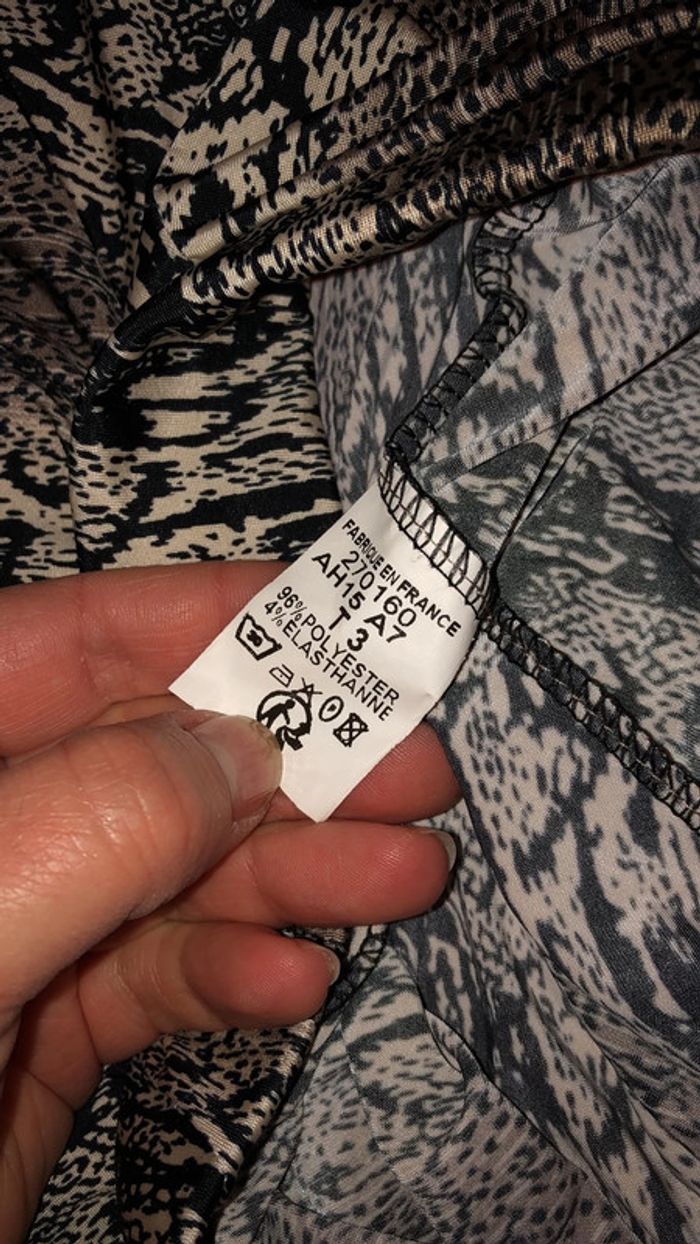 FABRIQUE EN FRANCE
270160
AH15 A7
T 3
96% POLYESTER
4% ELASTHANNE